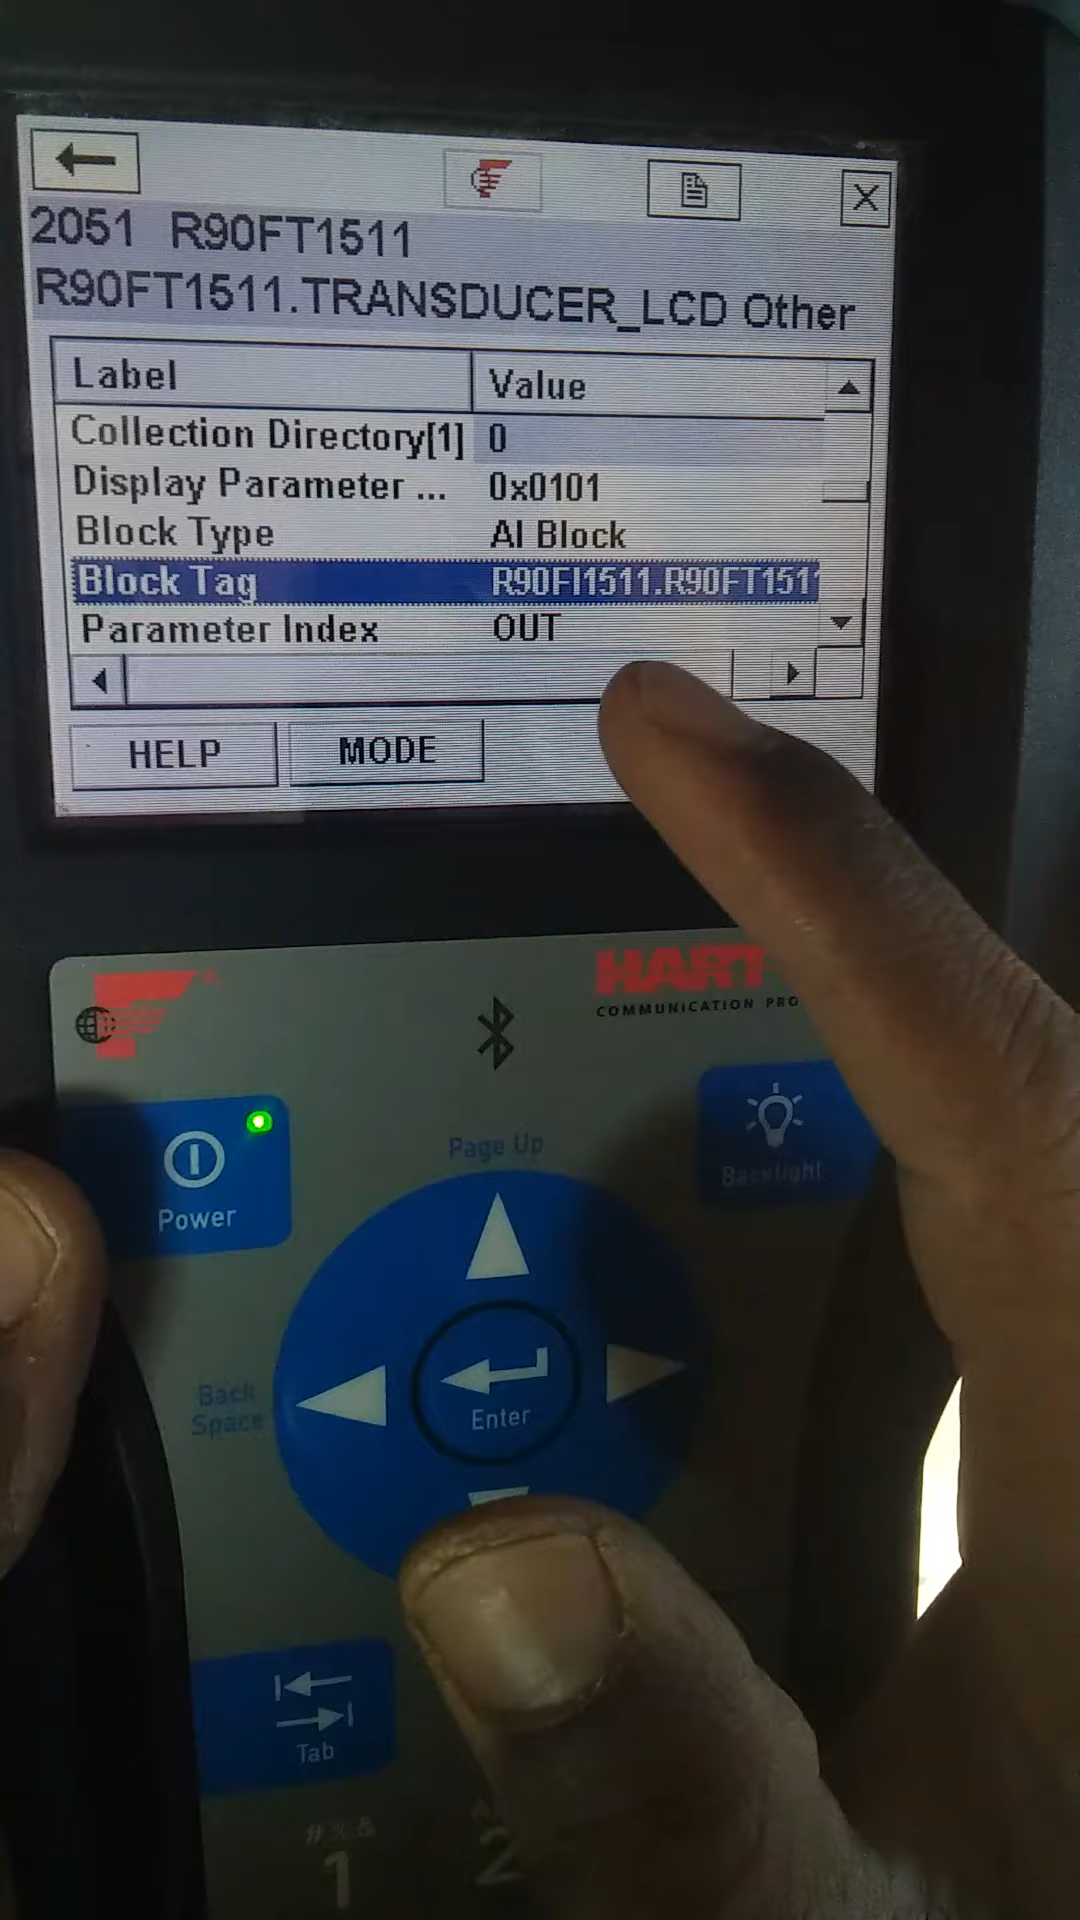 2051 R90FT1511
R90FT1511.TRANSDUCER_LCD Other
Label Value
Collection Directory[1] 0
Display Parameter ... 0x0101
Block Type AI Block
Block Tag R90FI1511.R90FT151
Parameter Index OUT
HELP MODE
HART
COMMUNICATION PRO
Power
Page Up
Backlight
Back
Space
Enter
Tab
#%&
1 2